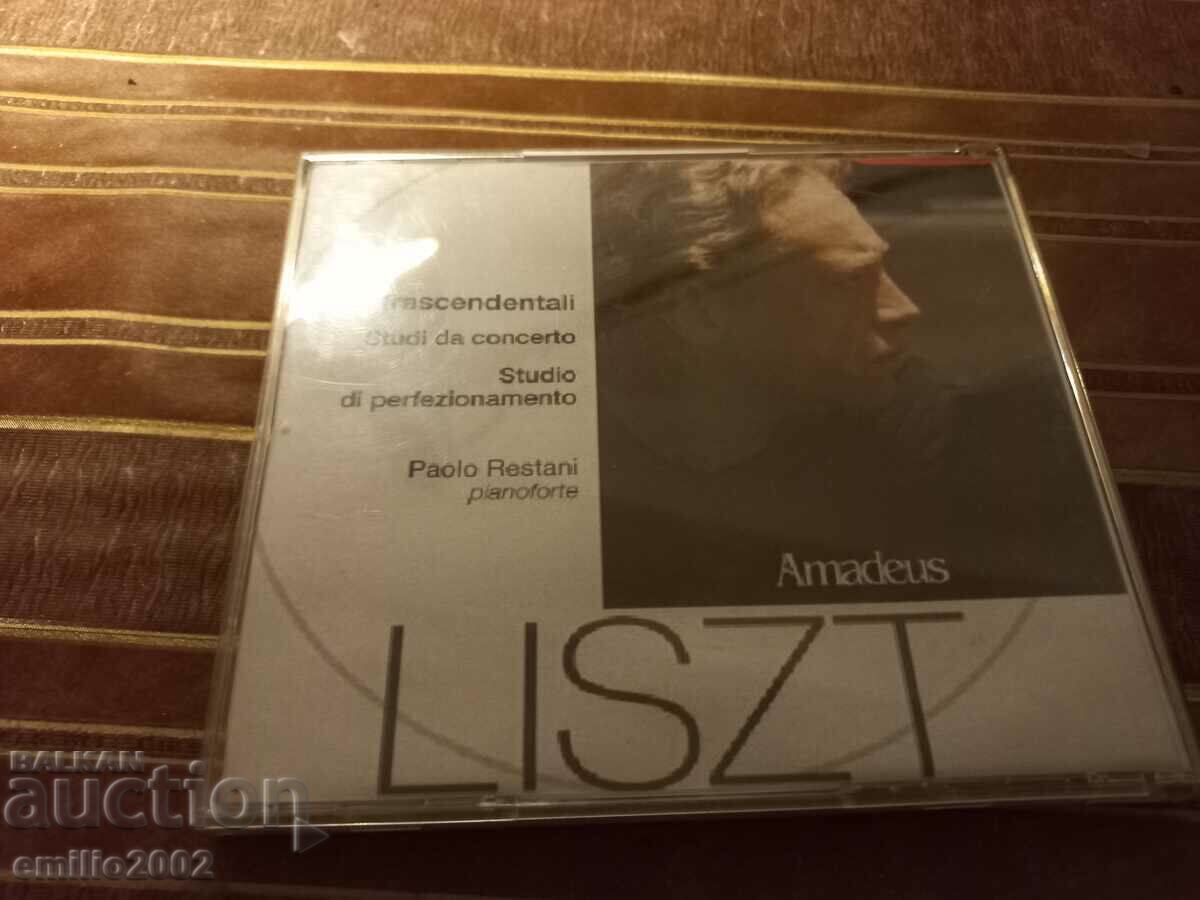 Trascendentali
Studi da concerto
Studio
di perfezionamento
Paolo Restani
pianoforte
Amadeus
LISZT
BALKAN
auction
emilio2002